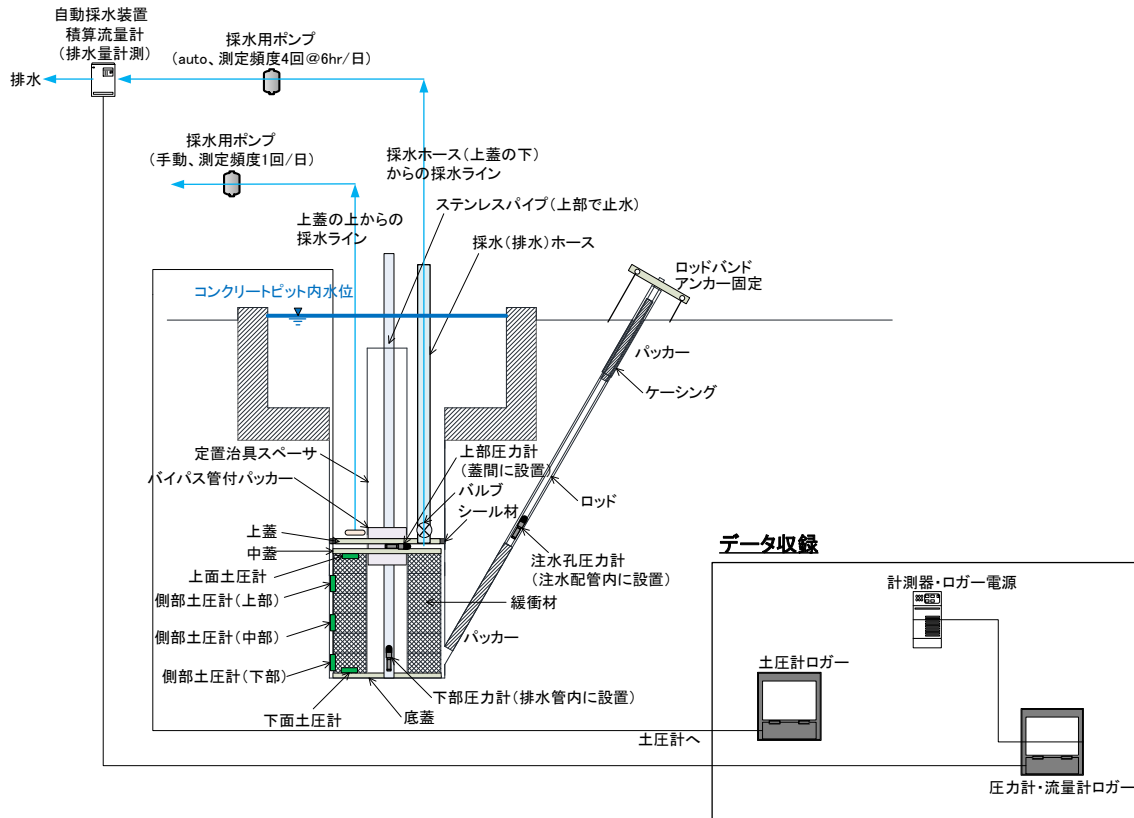 自動採水装置
積算流量計
(排水量計測)
排水
採水用ポンプ
(auto、測定頻度4回@6hr/日)
採水用ポンプ
(手動、測定頻度1回/日)
採水ホース(上蓋の下)
からの採水ライン
ステンレスパイプ(上部で止水)
上蓋の上からの
採水ライン
採水(排水)ホース
ロッドバンド
アンカー固定
コンクリートピット内水位
パッカー
ケーシング
定置治具スペーサ
バイパス管付パッカー
上部圧力計
(蓋間に設置)
バルブ
シール材
ロッド
上蓋
中蓋
上面土圧計
側部土圧計(上部)
側部土圧計(中部)
側部土圧計(下部)
下面土圧計
底蓋
注水孔圧力計
(注水配管内に設置)
緩衝材
パッカー
下部圧力計(排水管内に設置)
データ収録
計測器・ロガー電源
土圧計ロガー
土圧計へ
圧力計・流量計ロガー